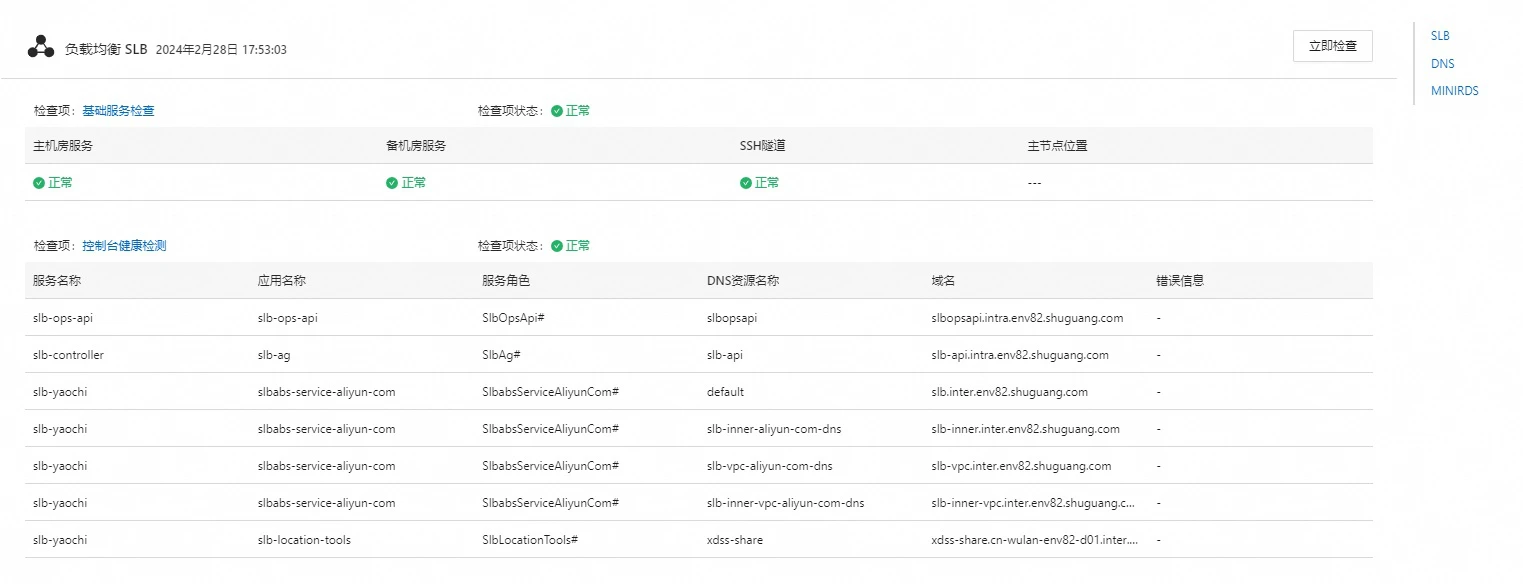 负载均衡 SLB 2024年2月28日 17:53:03 立即检查
SLB
DNS
MINIRDS
检查项: 基础服务检查 检查项状态: 正常
主机房服务 备机房服务 SSH隧道 主节点位置
正常 正常 正常 ---
检查项: 控制台健康检测 检查项状态: 正常
服务名称 应用名称 服务角色 DNS资源名称 域名 错误信息
slb-ops-api slb-ops-api SlbOpsApi# slbopsapi slbopsapi.intra.env82.shuguang.com -
slb-controller slb-ag SlbAg# slb-api slb-api.intra.env82.shuguang.com -
slb-yaochi slbabs-service-aliyun-com SlbabsServiceAliyunCom# default slb.inter.env82.shuguang.com -
slb-yaochi slbabs-service-aliyun-com SlbabsServiceAliyunCom# slb-inner-aliyun-com-dns slb-inner.inter.env82.shuguang.com -
slb-yaochi slbabs-service-aliyun-com SlbabsServiceAliyunCom# slb-vpc-aliyun-com-dns slb-vpc.inter.env82.shuguang.com -
slb-yaochi slbabs-service-aliyun-com SlbabsServiceAliyunCom# slb-inner-vpc-aliyun-com-dns slb-inner-vpc.inter.env82.shuguang.c... -
slb-yaochi slb-location-tools SlbLocationTools# xdss-share xdss-share.cn-wulan-env82-d01.inter.... -